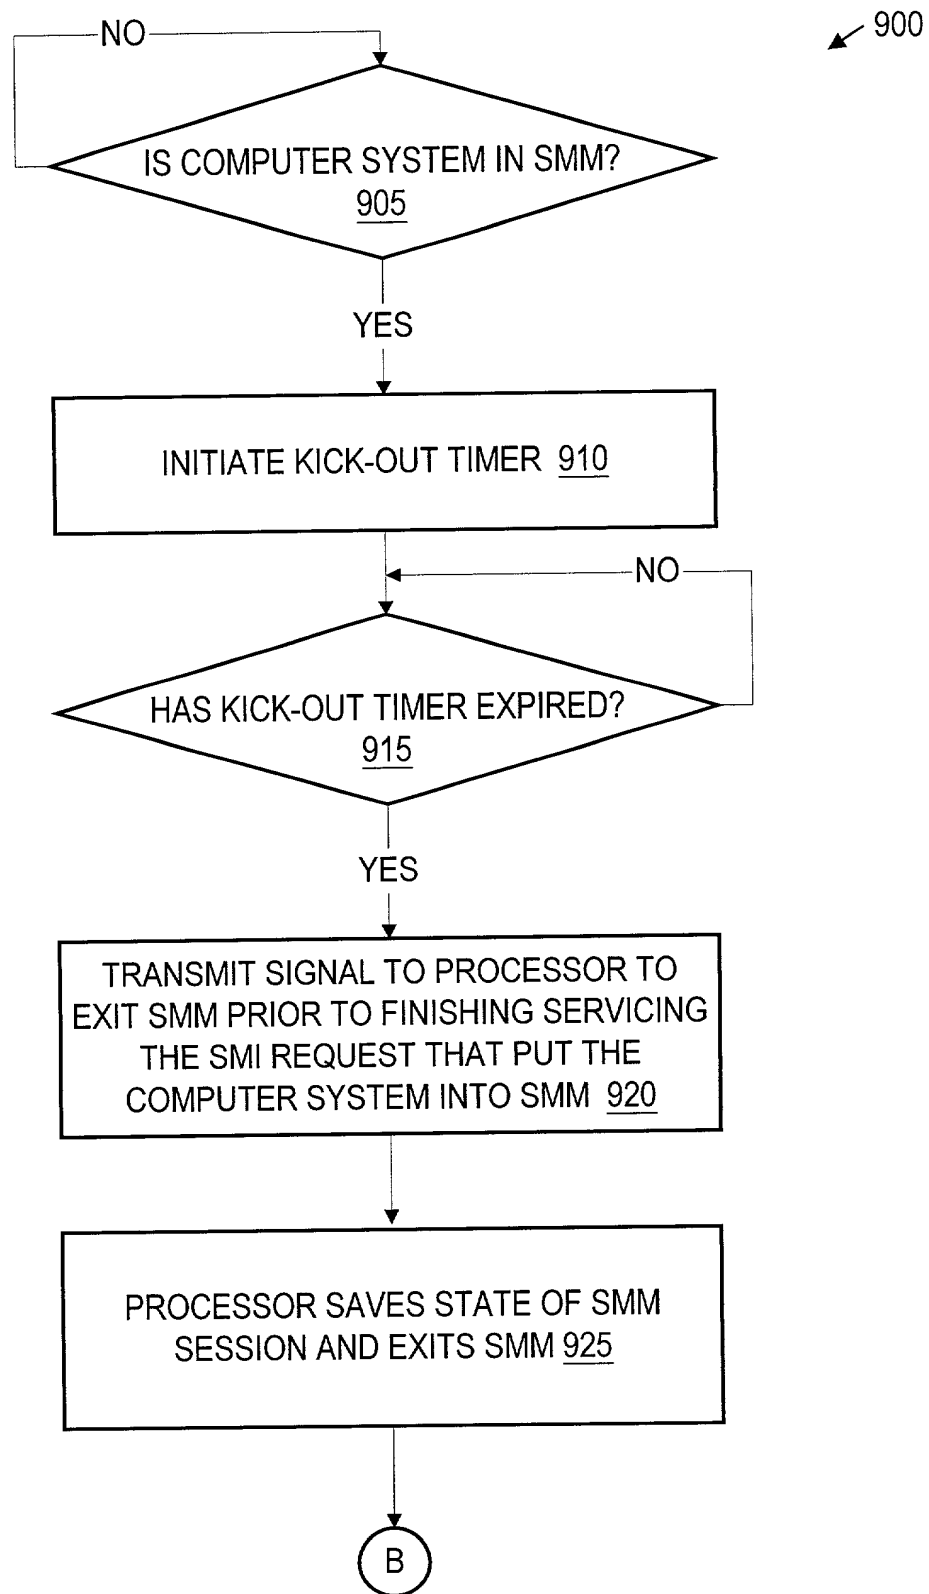 900
NO
IS COMPUTER SYSTEM IN SMM?
905
YES
INITIATE KICK-OUT TIMER 910
NO
HAS KICK-OUT TIMER EXPIRED?
915
YES
TRANSMIT SIGNAL TO PROCESSOR TO
EXIT SMM PRIOR TO FINISHING SERVICING
THE SMI REQUEST THAT PUT THE
COMPUTER SYSTEM INTO SMM 920
PROCESSOR SAVES STATE OF SMM
SESSION AND EXITS SMM 925
B